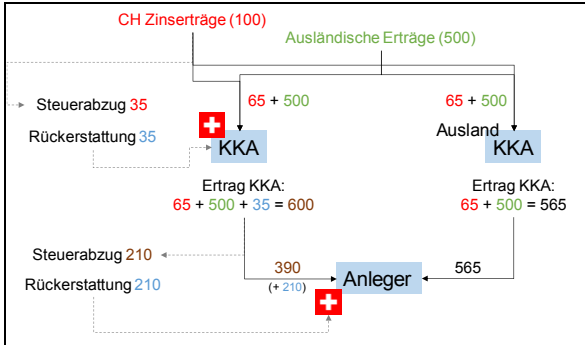 CH Zinserträge (100)
Ausländische Erträge (500)
Steuerabzug 35
65 + 500
65 + 500
Rückerstattung 35
Ausland
KKA
KKA
Ertrag KKA:
65 + 500 + 35 = 600
Ertrag KKA:
65 + 500 = 565
Steuerabzug 210
Rückerstattung 210
390
(+ 210)
Anleger
565